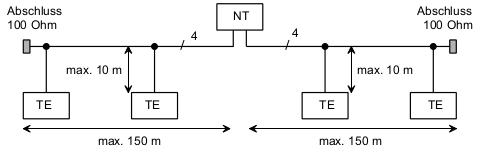 Abschluss
100 Ohm
NT
Abschluss
100 Ohm
4
4
max. 10 m
max. 10 m
TE
TE
TE
TE
max. 150 m
max. 150 m